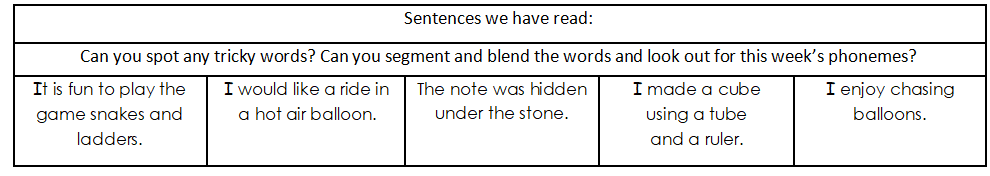 Sentences we have read:
Can you spot any tricky words? Can you segment and blend the words and look out for this week's phonemes?
It is fun to play the
game snakes and
ladders.
I would like a ride in
a hot air balloon.
The note was hidden
under the stone.
I made a cube
using a tube
and a ruler.
I enjoy chasing
balloons.